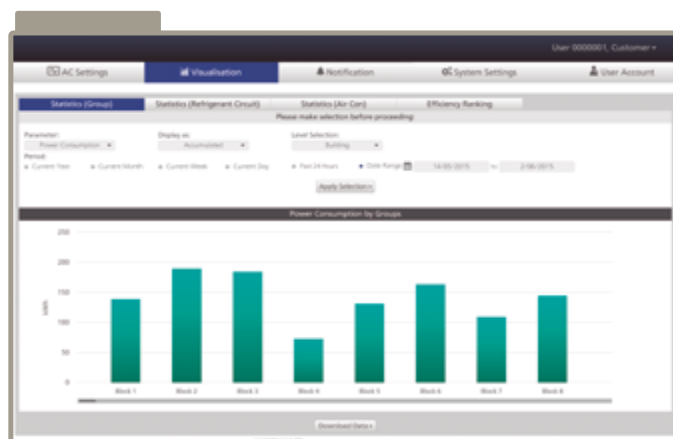 User 0000001, Customer
AC Settings Visualisation Notification System Settings User Account
Statistics (Group) Statistics (Refrigerant Circuit) Statistics (Air Con) Efficiency Ranking
Please make selection before proceeding:
Parameter: Display as: Level Selection:
Power Consumption Accumulated Building
Period:
Current Year Current Month Current Week Current Day Past 24 Hours Date Range 14/05/2015 to 2/06/2015
Apply Selection
Power Consumption by Groups
250
200
150
100
50
0
kWh
Block 1 Block 2 Block 3 Block 4 Block 5 Block 6 Block 7 Block 8
Download Data